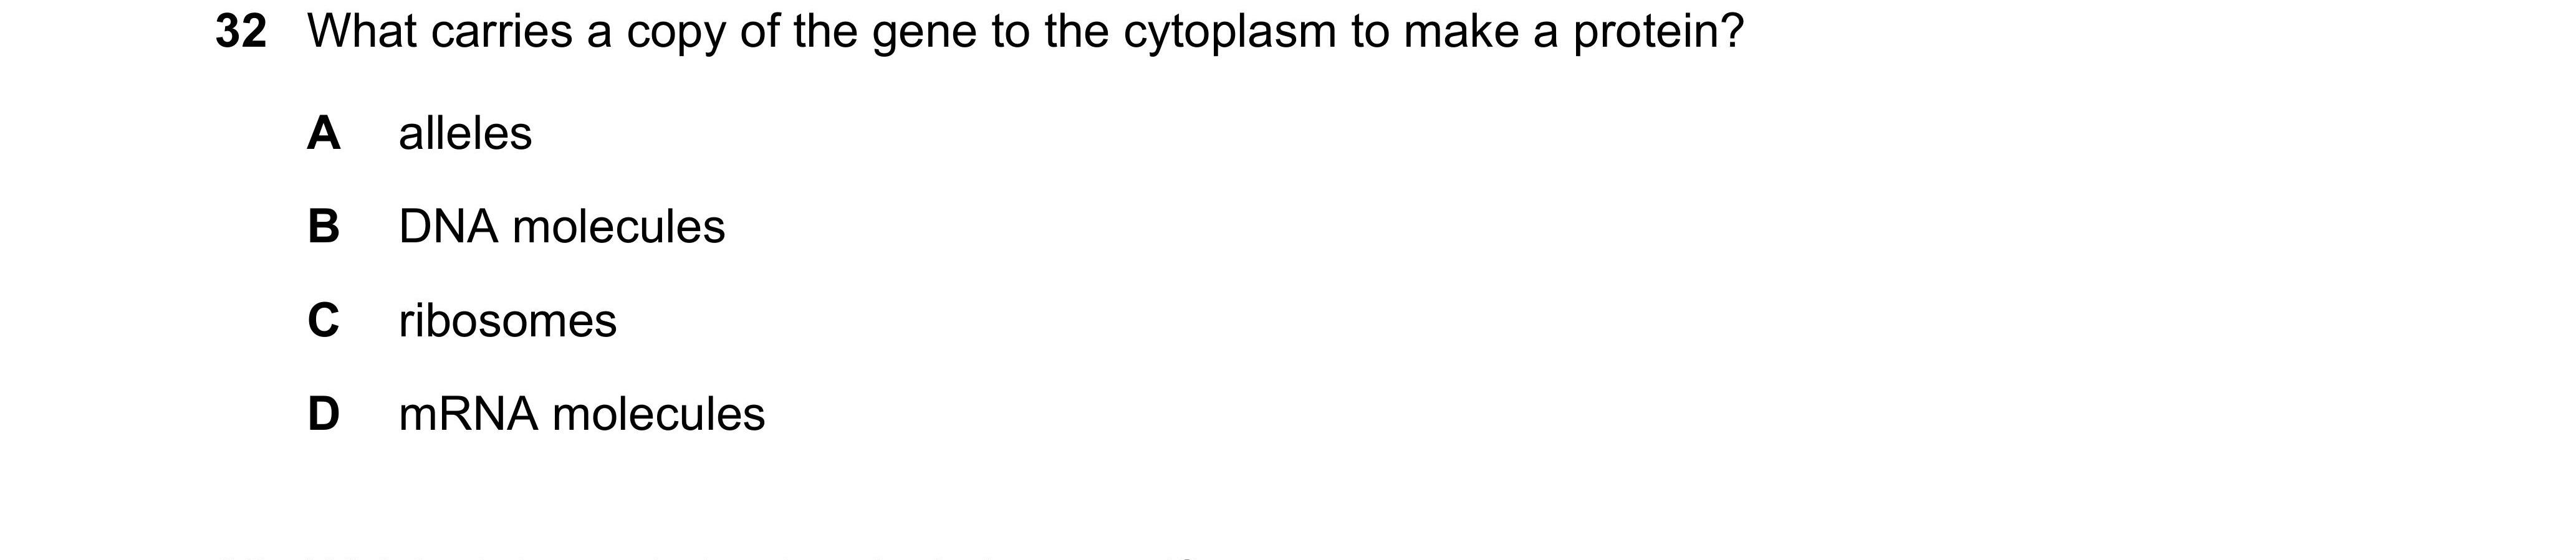 32 What carries a copy of the gene to the cytoplasm to make a protein?
A alleles
B DNA molecules
C ribosomes
D mRNA molecules